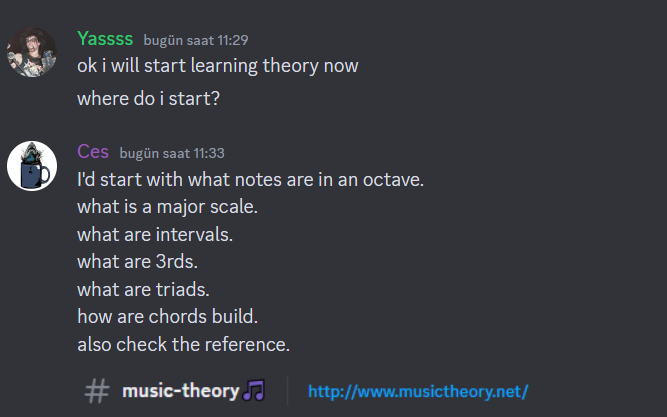 Yassss bugün saat 11:29
ok i will start learning theory now
where do i start?
Ces bugün saat 11:33
I'd start with what notes are in an octave.
what is a major scale.
what are intervals.
what are 3rds.
what are triads.
how are chords build.
also check the reference.
# music-theory🎵 http://www.musictheory.net/